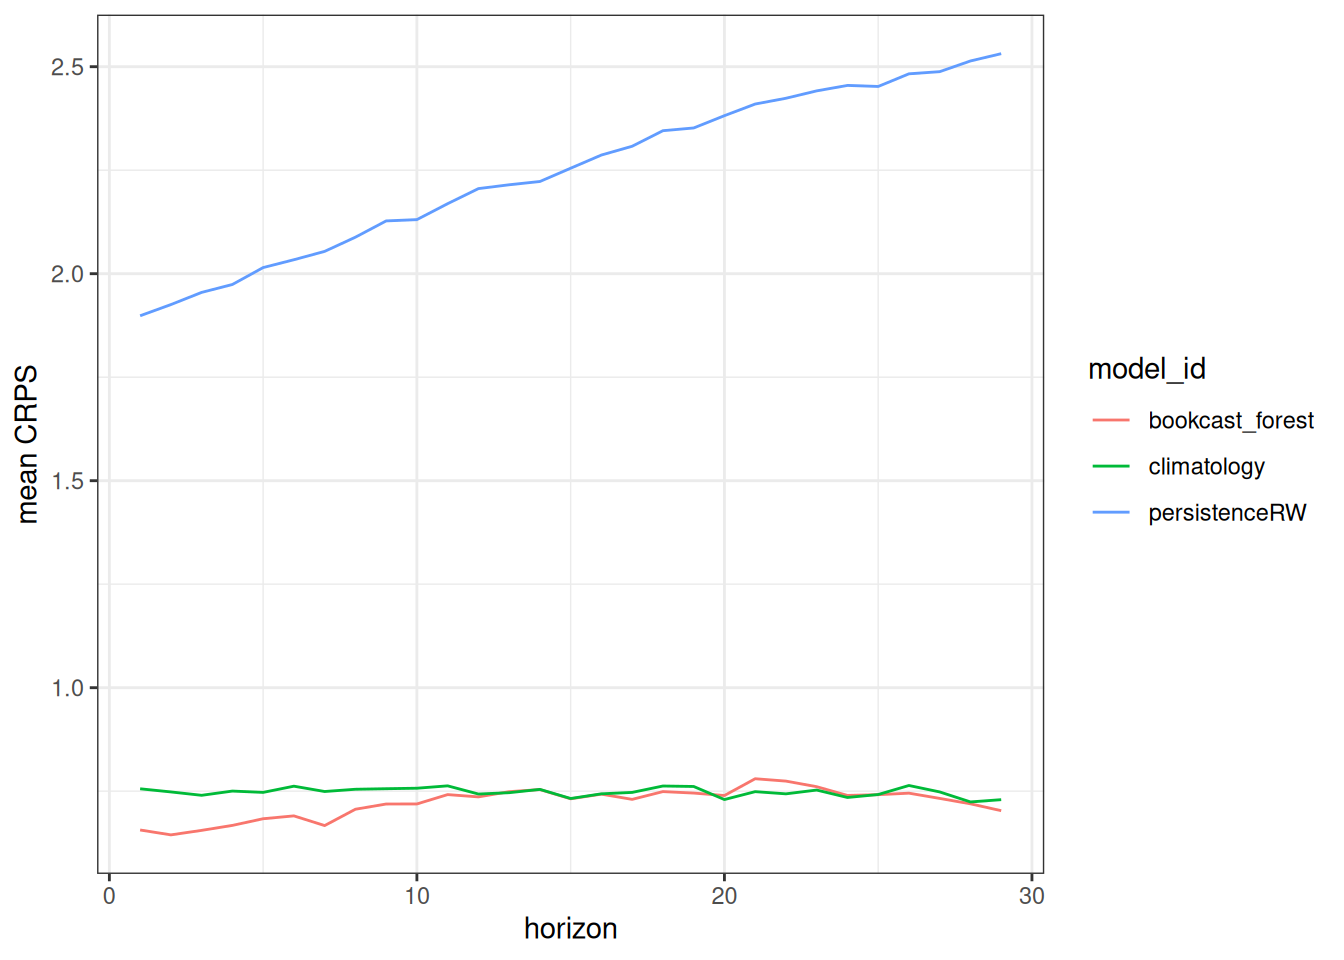 2.5
2.0
1.5
1.0
mean CRPS
0
10
20
30
horizon
model_id
bookcast_forest
climatology
persistenceRW